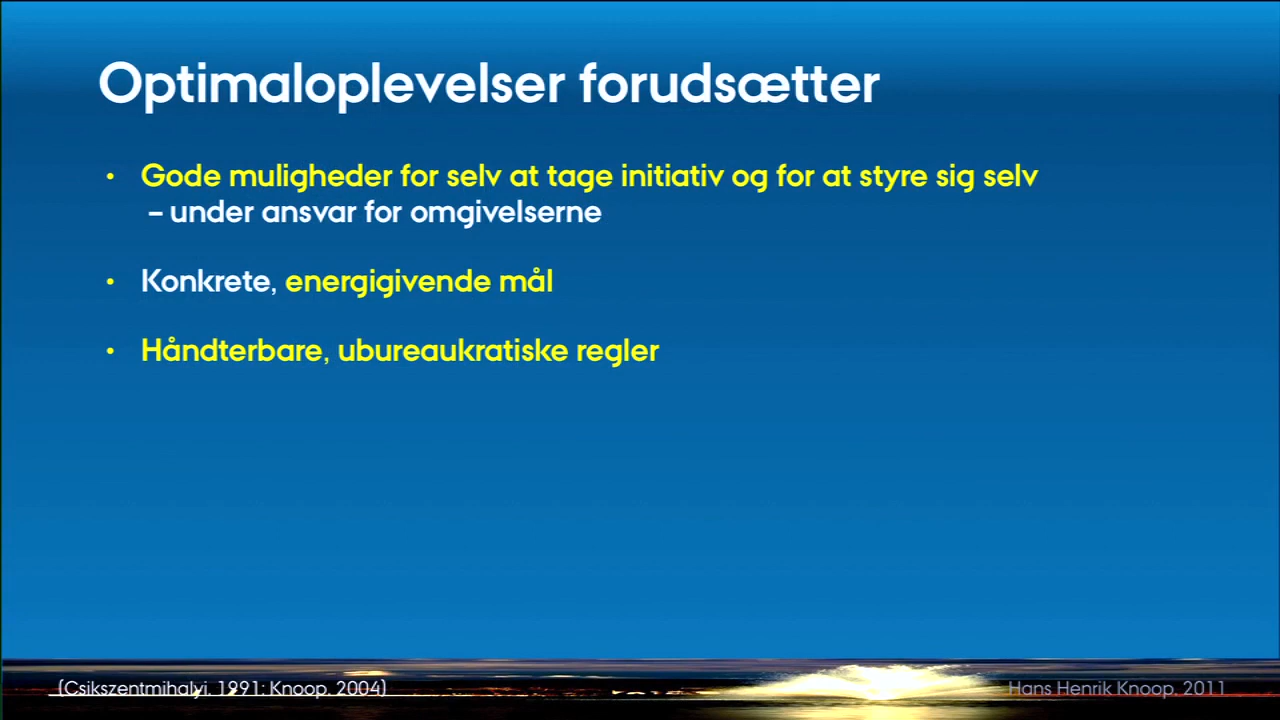 Optimaloplevelser forudsætter
• Gode muligheder for selv at tage initiativ og for at styre sig selv
– under ansvar for omgivelserne
• Konkrete, energigivende mål
• Håndterbare, ubureaukratiske regler
(Csikszentmihalyi, 1991; Knoop, 2004)
Hans Henrik Knoop, 2011